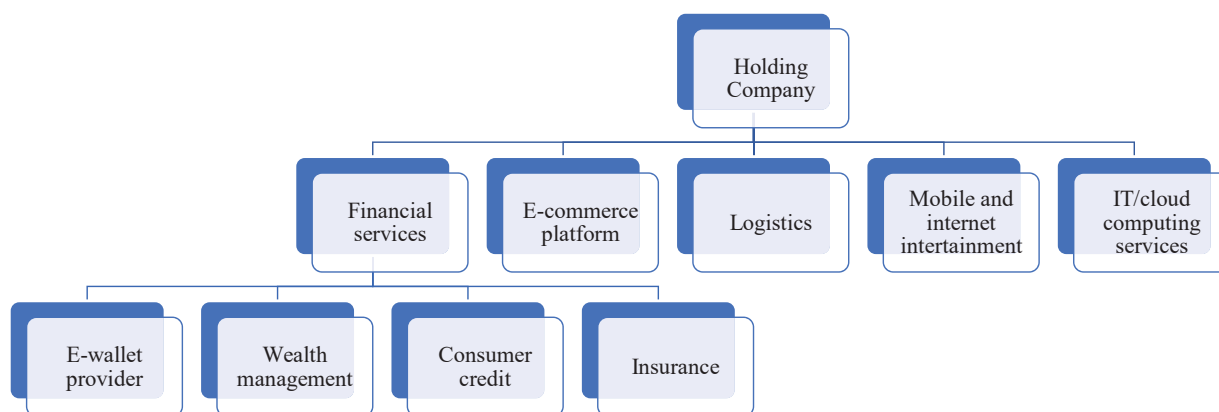 Holding
Company
Financial
services
E-commerce
platform
Logistics
Mobile and
internet
intertainment
IT/cloud
computing
services
E-wallet
provider
Wealth
management
Consumer
credit
Insurance